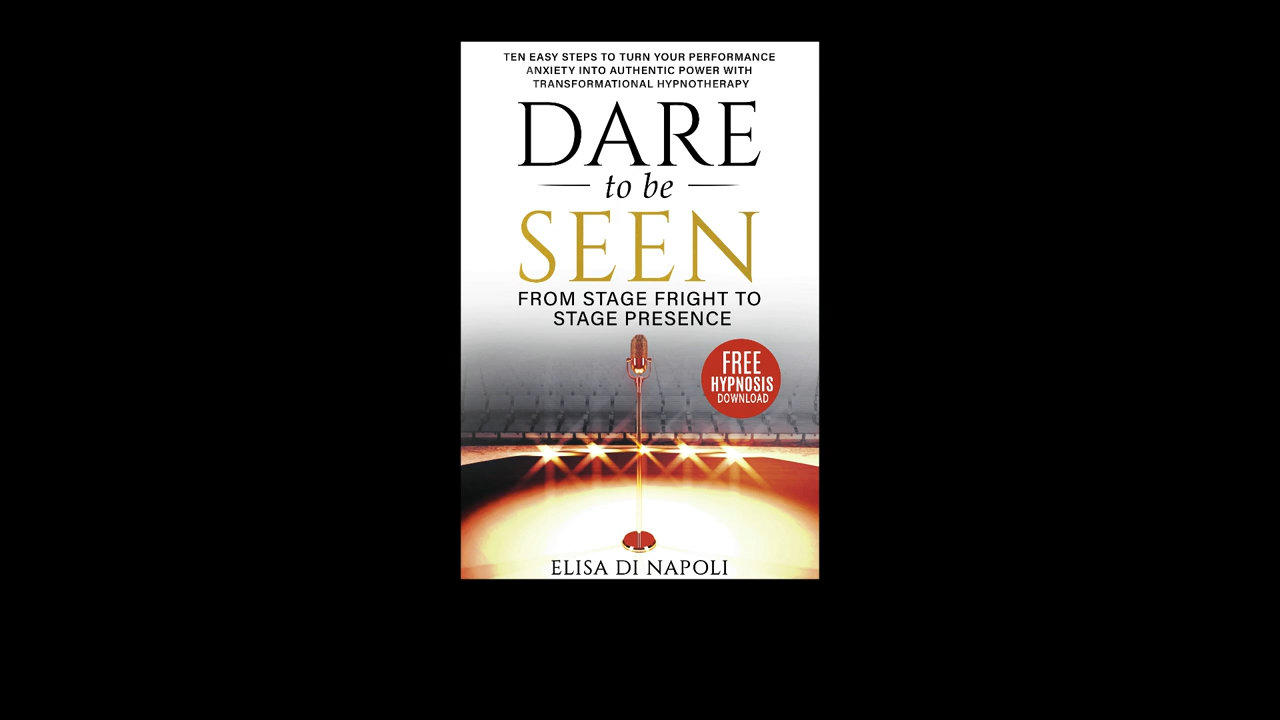 TEN EASY STEPS TO TURN YOUR PERFORMANCE
ANXIETY INTO AUTHENTIC POWER WITH
TRANSFORMATIONAL HYPNOTHERAPY
DARE
to be
SEEN
FROM STAGE FRIGHT TO
STAGE PRESENCE
FREE
HYPNOSIS
DOWNLOAD
ELISA DI NAPOLI